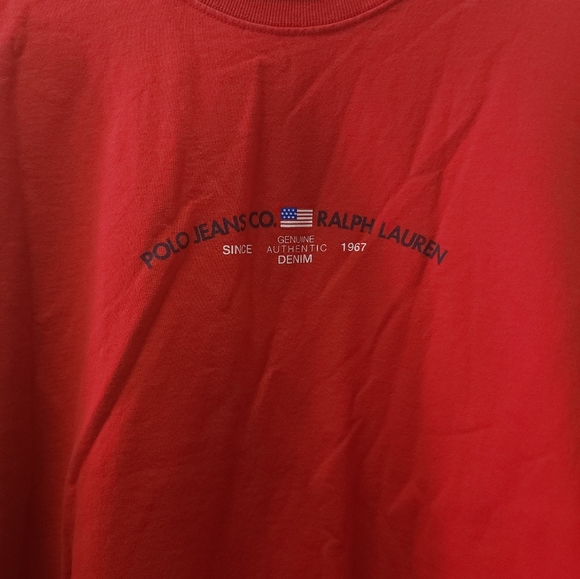 POLO JEANS CO. RALPH LAUREN
GENUINE
SINCE AUTHENTIC 1967
DENIM